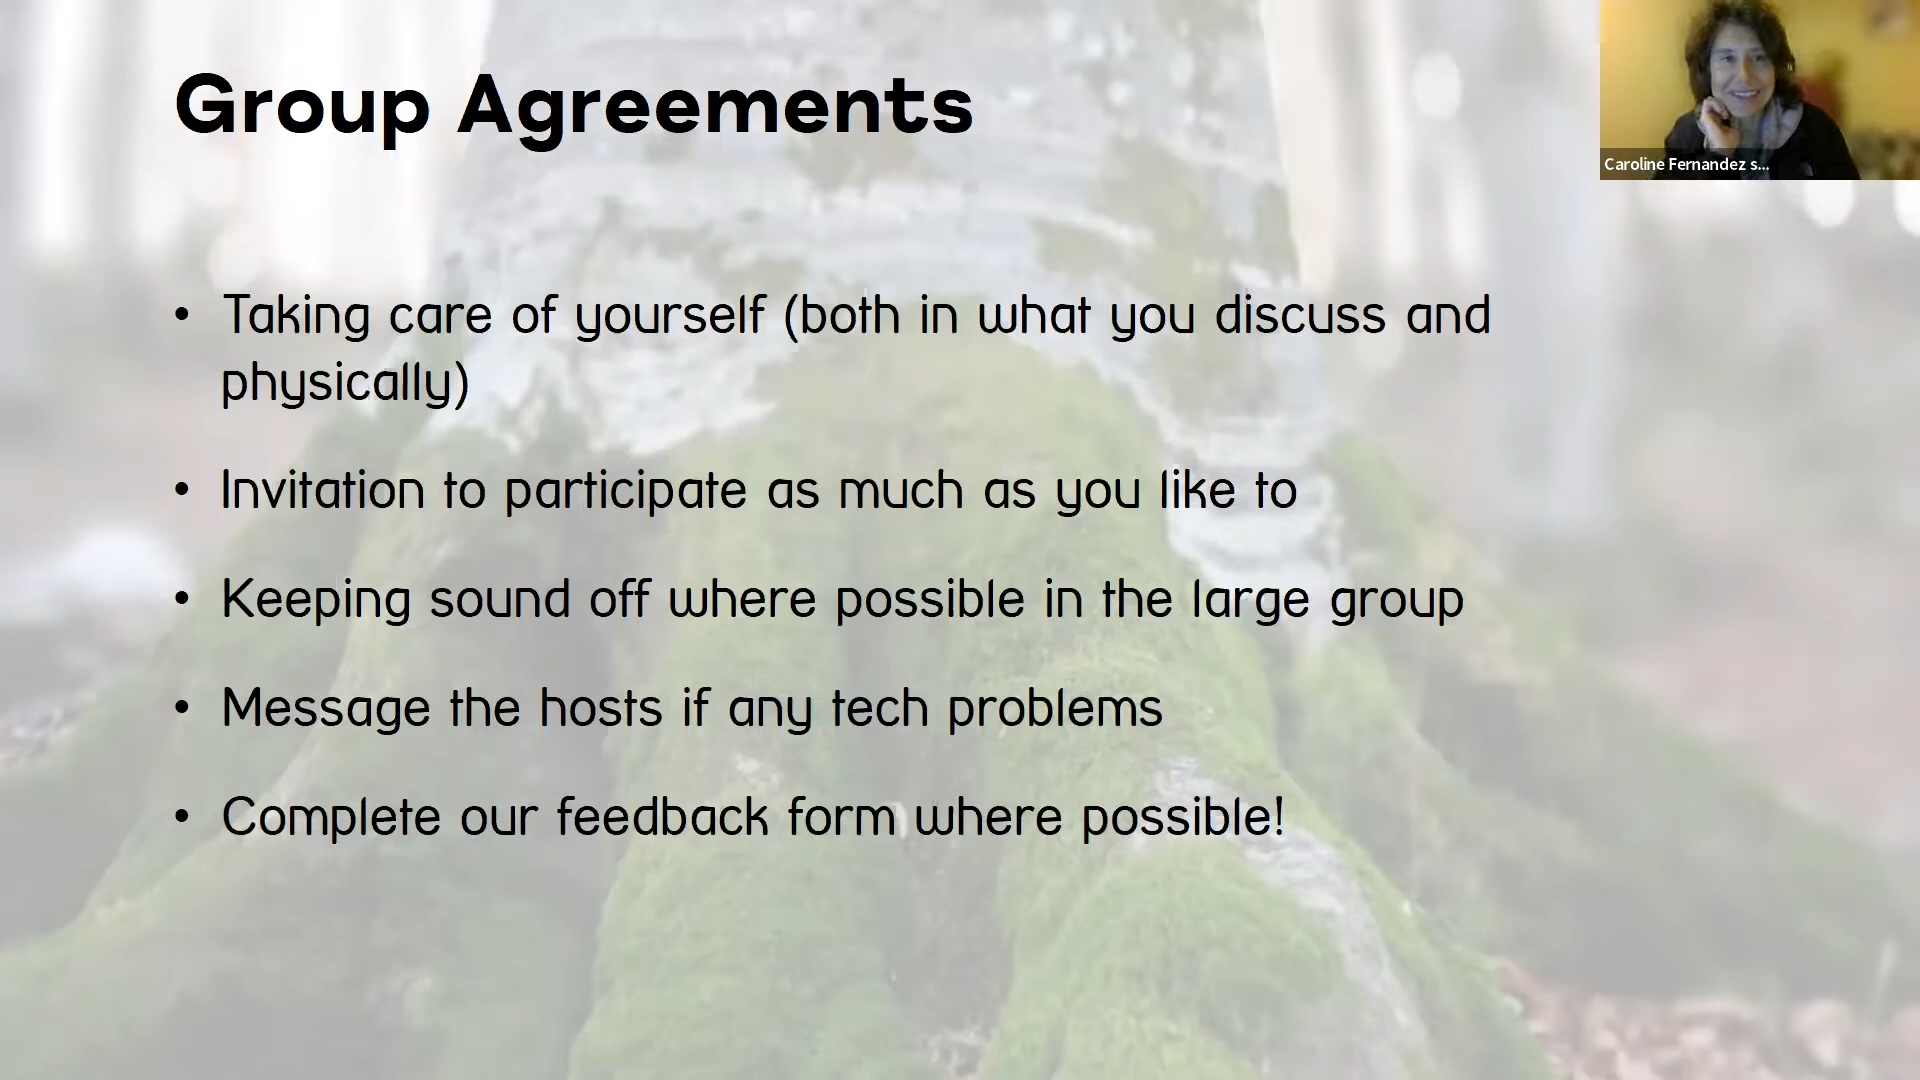 Group Agreements
Caroline Fernandez s...
• Taking care of yourself (both in what you discuss and
physically)
• Invitation to participate as much as you like to
• Keeping sound off where possible in the large group
• Message the hosts if any tech problems
• Complete our feedback form where possible!